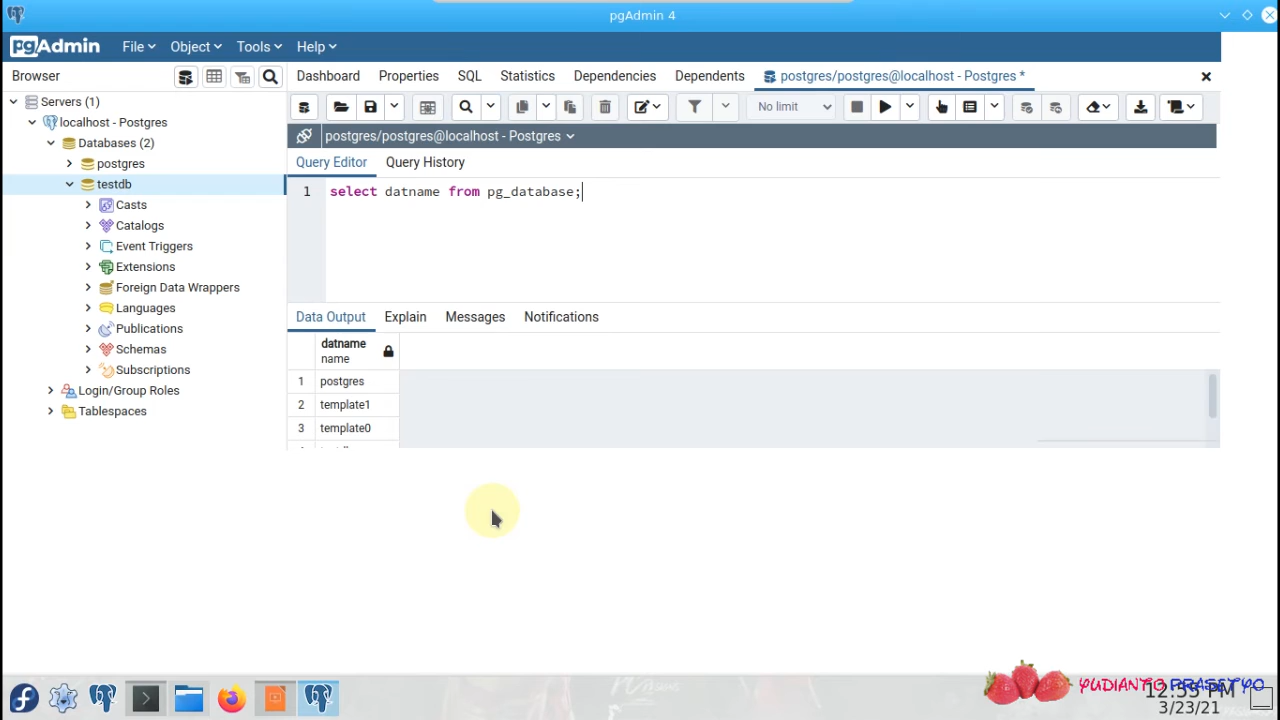 pgAdmin 4
pgAdmin File Object Tools Help
Browser
Dashboard Properties SQL Statistics Dependencies Dependents postgres/postgres@localhost - Postgres *
Servers (1)
localhost - Postgres
Databases (2)
postgres
testdb
Casts
Catalogs
Event Triggers
Extensions
Foreign Data Wrappers
Languages
Publications
Schemas
Subscriptions
Login/Group Roles
Tablespaces
No limit
postgres/postgres@localhost - Postgres
Query Editor Query History
1 select datname from pg_database;
Data Output Explain Messages Notifications
datname
name
1 postgres
2 template1
3 template0
YUDIANTO PRASETYO
PM
3/23/21